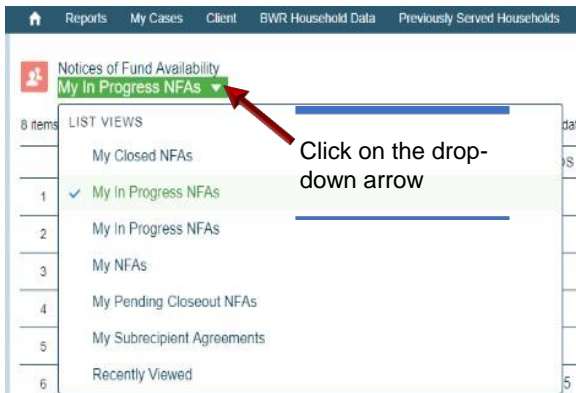 Reports My Cases Client BWR Household Data Previously Served Households
Notices of Fund Availability
My In Progress NFAs
8 items
LIST VIEWS
My Closed NFAs
My In Progress NFAs
My In Progress NFAs
My NFAs
My Pending Closeout NFAs
My Subrecipient Agreements
Recently Viewed
Click on the drop-
down arrow
1
2
3
4
5
6
5